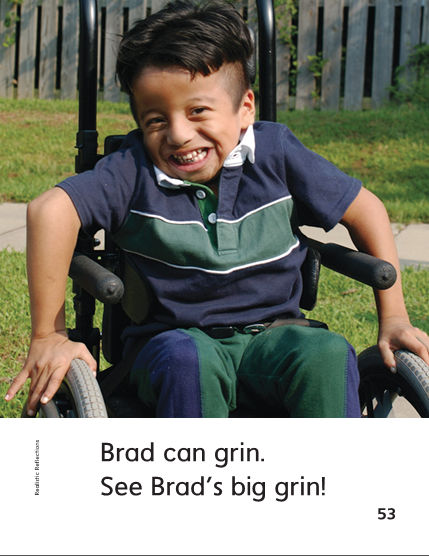 Brad can grin.
See Brad's big grin!
53
Realistic Reflections